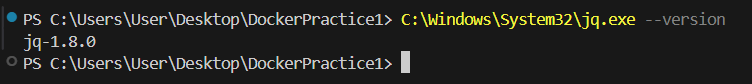 PS C:\Users\User\Desktop\DockerPractice1> C:\Windows\System32\jq.exe --version
jq-1.8.0
PS C:\Users\User\Desktop\DockerPractice1>